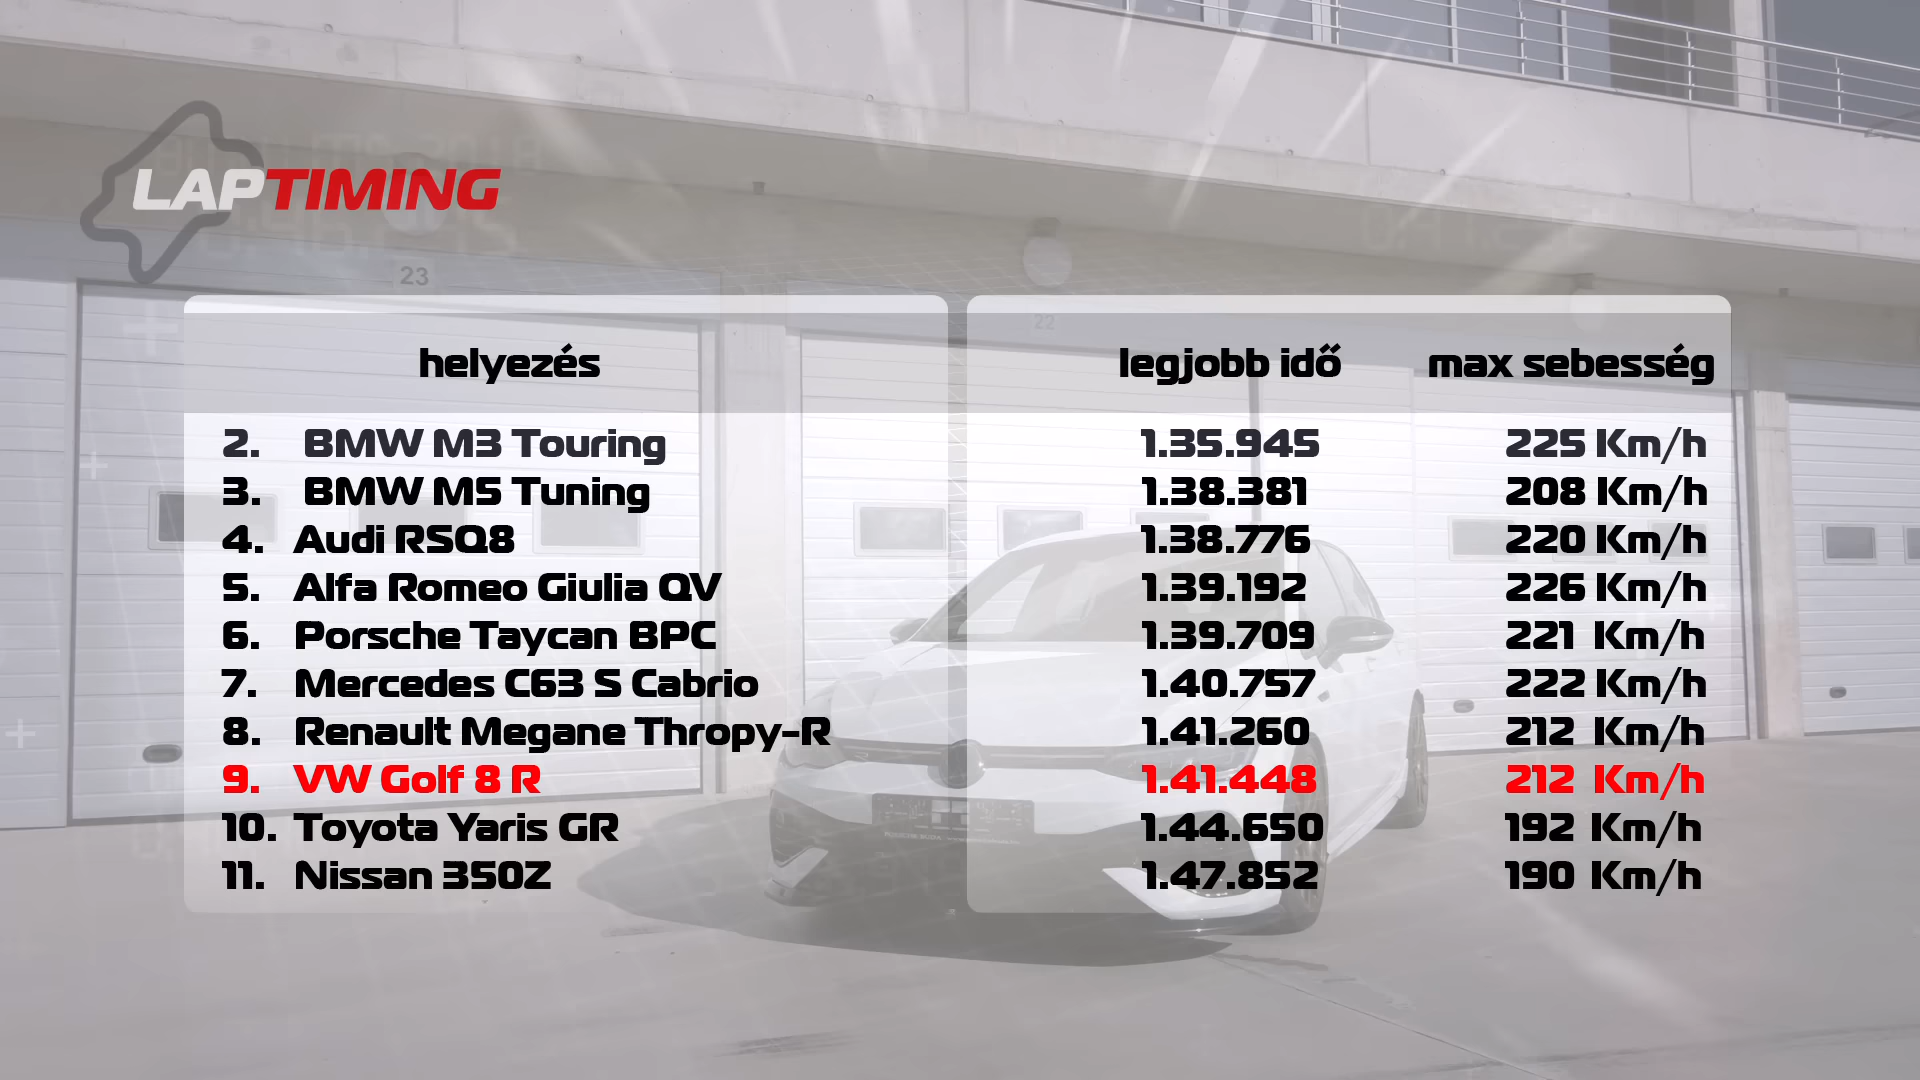 LAPTIMING
23
22
helyezés legjobb idő max sebesség
2. BMW M3 Touring 1.35.945 225 Km/h
3. BMW M5 Tuning 1.38.381 208 Km/h
4. Audi RSQ8 1.38.776 220 Km/h
5. Alfa Romeo Giulia QV 1.39.192 226 Km/h
6. Porsche Taycan BPC 1.39.709 221 Km/h
7. Mercedes C63 S Cabrio 1.40.757 222 Km/h
8. Renault Megane Thropy-R 1.41.260 212 Km/h
9. VW Golf 8 R 1.41.448 212 Km/h
10. Toyota Yaris GR 1.44.650 192 Km/h
11. Nissan 350Z 1.47.852 190 Km/h